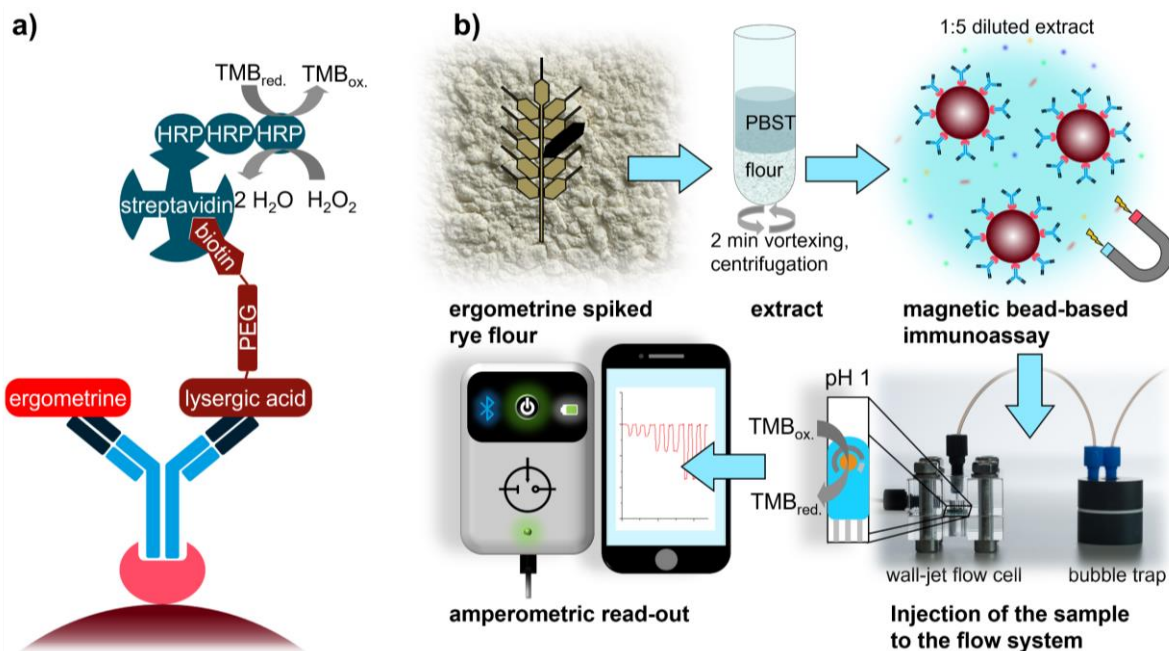 a)
TMBred.
TMBox.
HRP HRP HRP
2 H2O
H2O2
streptavidin
biotin
PEG
ergometrine
lysergic acid
b)
1:5 diluted extract
PBST
flour
2 min vortexing,
centrifugation
ergometrine spiked
rye flour
extract
magnetic bead-based
immunoassay
pH 1
TMBox.
TMBred.
wall-jet flow cell
bubble trap
amperometric read-out
Injection of the sample
to the flow system